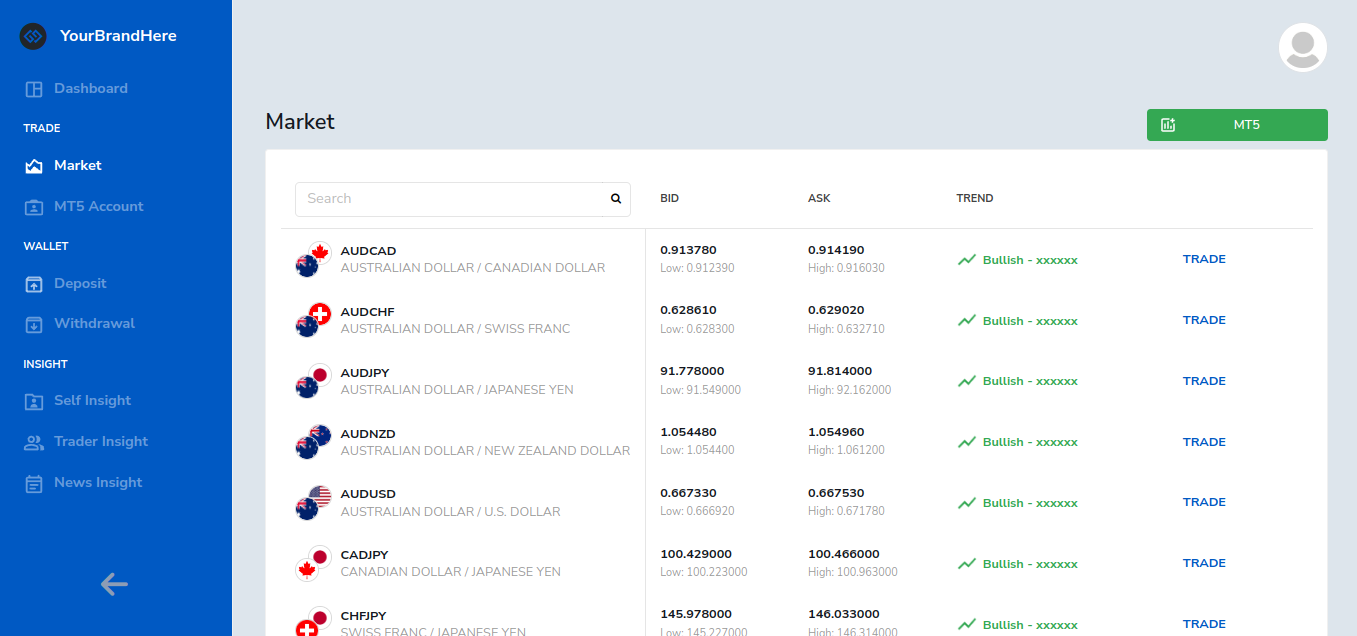 YourBrandHere
Dashboard
TRADE
Market
MT5 Account
WALLET
Deposit
Withdrawal
INSIGHT
Self Insight
Trader Insight
News Insight
Market
MT5
Search
BID
ASK
TREND
AUDCAD
AUSTRALIAN DOLLAR / CANADIAN DOLLAR
0.913780
Low: 0.912390
0.914190
High: 0.916030
Bullish - xxxxxx
TRADE
AUDCHF
AUSTRALIAN DOLLAR / SWISS FRANC
0.628610
Low: 0.628300
0.629020
High: 0.632710
Bullish - xxxxxx
TRADE
AUDJPY
AUSTRALIAN DOLLAR / JAPANESE YEN
91.778000
Low: 91.549000
91.814000
High: 92.162000
Bullish - xxxxxx
TRADE
AUDNZD
AUSTRALIAN DOLLAR / NEW ZEALAND DOLLAR
1.054480
Low: 1.054400
1.054960
High: 1.061200
Bullish - xxxxxx
TRADE
AUDUSD
AUSTRALIAN DOLLAR / U.S. DOLLAR
0.667330
Low: 0.666920
0.667530
High: 0.671780
Bullish - xxxxxx
TRADE
CADJPY
CANADIAN DOLLAR / JAPANESE YEN
100.429000
Low: 100.223000
100.466000
High: 100.963000
Bullish - xxxxxx
TRADE
CHFJPY
SWISS FRANC / JAPANESE YEN
145.978000
Low: 145.227000
146.033000
High: 146.314000
Bullish - xxxxxx
TRADE